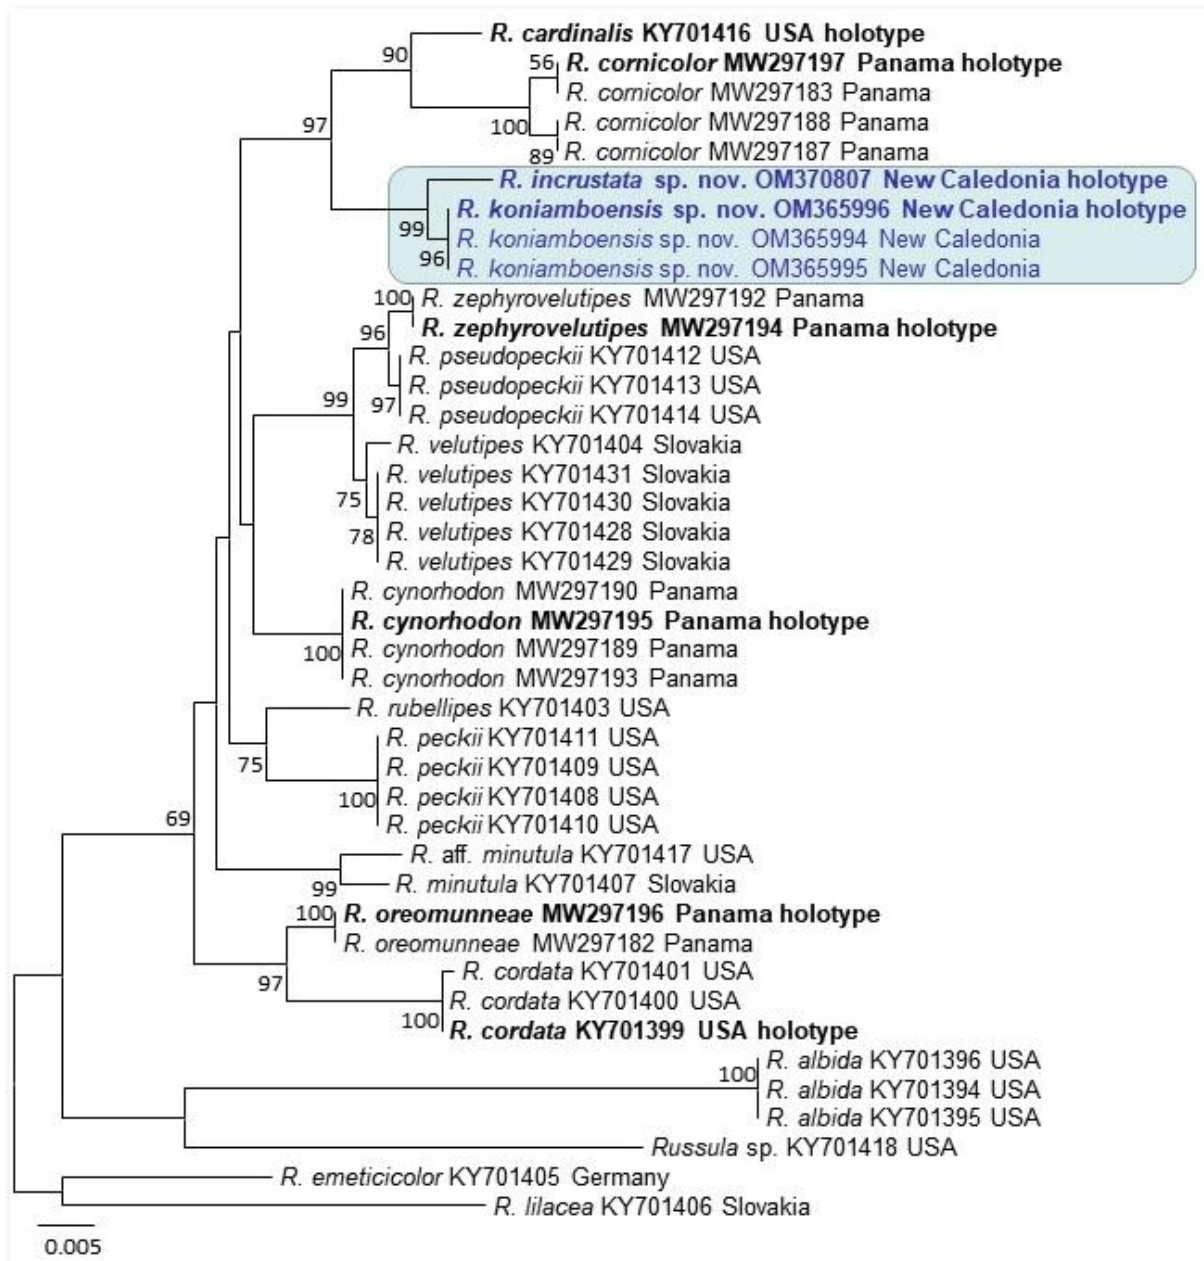 90
R. cardinalis KY701416 USA holotype
56
R. cornicolor MW297197 Panama holotype
R. cornicolor MW297183 Panama
97
100
R. cornicolor MW297188 Panama
89
R. cornicolor MW297187 Panama
R. incrustata sp. nov. OM370807 New Caledonia holotype
R. koniamboensis sp. nov. OM365996 New Caledonia holotype
99
R. koniamboensis sp. nov. OM365994 New Caledonia
96
R. koniamboensis sp. nov. OM365995 New Caledonia
100
R. zephyrovelutipes MW297192 Panama
96
R. zephyrovelutipes MW297194 Panama holotype
R. pseudopeckii KY701412 USA
R. pseudopeckii KY701413 USA
99
97
R. pseudopeckii KY701414 USA
R. velutipes KY701404 Slovakia
R. velutipes KY701431 Slovakia
75
R. velutipes KY701430 Slovakia
78
R. velutipes KY701428 Slovakia
R. velutipes KY701429 Slovakia
R. cynorhodon MW297190 Panama
R. cynorhodon MW297195 Panama holotype
100
R. cynorhodon MW297189 Panama
R. cynorhodon MW297193 Panama
R. rubellipes KY701403 USA
R. peckii KY701411 USA
75
R. peckii KY701409 USA
100
R. peckii KY701408 USA
R. peckii KY701410 USA
69
R. aff. minutula KY701417 USA
99
R. minutula KY701407 Slovakia
100
R. oreomunneae MW297196 Panama holotype
R. oreomunneae MW297182 Panama
97
R. cordata KY701401 USA
R. cordata KY701400 USA
100
R. cordata KY701399 USA holotype
R. albida KY701396 USA
100
R. albida KY701394 USA
R. albida KY701395 USA
Russula sp. KY701418 USA
R. emeticicolor KY701405 Germany
R. lilacea KY701406 Slovakia
0.005